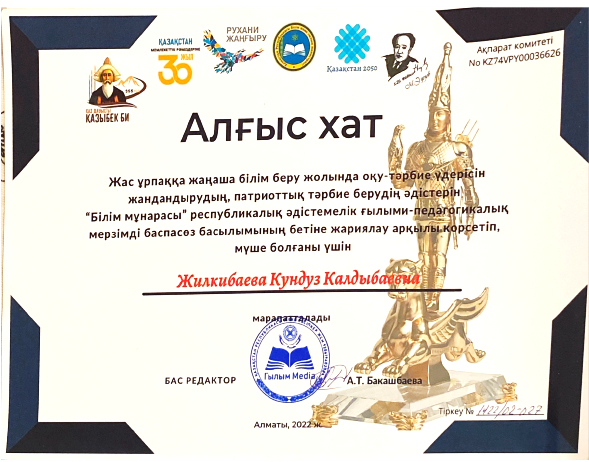 ҚАЗ ДАУЫСТЫ
ҚАЗЫБЕК БИ
ҚАЗАҚСТАН
30 ЖЫЛ
РУХАНИ
ЖАҢҒЫРУ
Қазақстан 2050
Ақпарат комитеті
No KZ74VPY00036626
Алғыс хат
Жас ұрпаққа жаңаша білім беру жолында оқу-тәрбие үдерісін
жандандырудың, патриоттық тәрбие берудің әдістерін
“Білім мұнарасы” республикалық әдістемелік ғылыми-педагогикалық
мерзімді баспасөз басылымының бетіне жариялау арқылы көрсетіп,
мүше болғаны үшін
Жилкибаева Кундуз Калдыбаевна
марапатталады
Ғылым Media
БАС РЕДАКТОР
А.Т. Бакашбаева
Тіркеу №
Алматы, 2022 ж